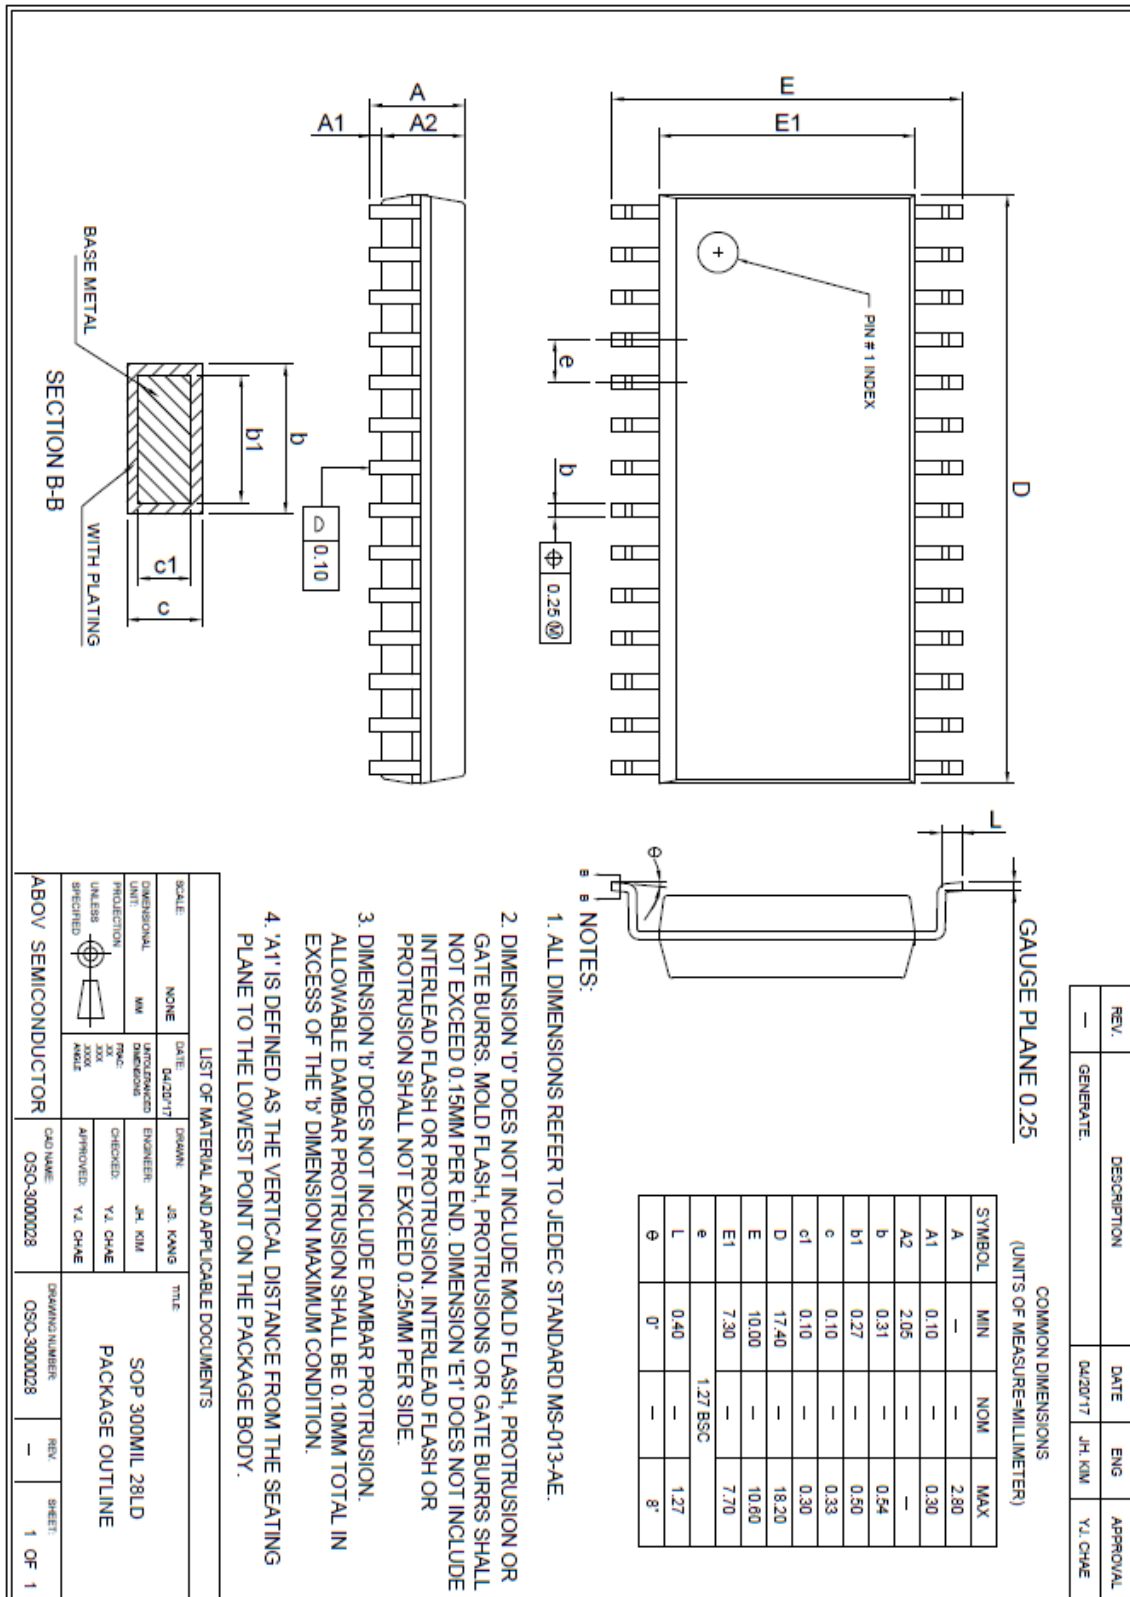 REV. DESCRIPTION DATE ENG APPROVAL
— GENERATE. 04/20'17 JH. KIM Y.J. CHAE
COMMON DIMENSIONS
(UNITS OF MEASURE=MILLIMETER)
SYMBOL MIN NOM MAX
A — — 2.80
A1 0.10 — 0.30
A2 2.05 — —
b 0.31 — 0.54
b1 0.27 — 0.50
c 0.10 — 0.33
c1 0.10 — 0.30
D 17.40 — 18.20
E 10.00 — 10.60
E1 7.30 — 7.70
e 1.27 BSC
L 0.40 — 1.27
θ 0° — 8°
D
E
E1
PIN # 1 INDEX
e
b
⌖ 0.25 Ⓜ
GAUGE PLANE 0.25
L
θ
B B
A
A1
A2
⌓ 0.10
b
b1
c1
c
BASE METAL
WITH PLATING
SECTION B-B
NOTES:
1. ALL DIMENSIONS REFER TO JEDEC STANDARD MS-013-AE.
2. DIMENSION 'D' DOES NOT INCLUDE MOLD FLASH, PROTRUSION OR
GATE BURRS. MOLD FLASH, PROTRUSIONS OR GATE BURRS SHALL
NOT EXCEED 0.15MM PER END. DIMENSION 'E1' DOES NOT INCLUDE
INTERLEAD FLASH OR PROTRUSION. INTERLEAD FLASH OR
PROTRUSION SHALL NOT EXCEED 0.25MM PER SIDE.
3. DIMENSION 'b' DOES NOT INCLUDE DAMBAR PROTRUSION.
ALLOWABLE DAMBAR PROTRUSION SHALL BE 0.10MM TOTAL IN
EXCESS OF THE 'b' DIMENSION MAXIMUM CONDITION.
4. 'A1' IS DEFINED AS THE VERTICAL DISTANCE FROM THE SEATING
PLANE TO THE LOWEST POINT ON THE PACKAGE BODY.
LIST OF MATERIAL AND APPLICABLE DOCUMENTS
SCALE: NONE
DATE: 04/20'17
DRAWN: JS. KANG
TITLE:
SOP 300MIL 28LD
PACKAGE OUTLINE
DIMENSIONAL
UNIT: MM
UNTOLERANCED
DIMENSIONS
FRAC:
.XX
.XXX
.XXXX
ANGLE
ENGINEER: JH. KIM
PROJECTION
UNLESS
SPECIFIED
CHECKED: Y.J. CHAE
APPROVED: Y.J. CHAE
ABOV SEMICONDUCTOR
CAD NAME: OSO-3000028
DRAWING NUMBER: OSO-3000028
REV. —
SHEET: 1 OF 1